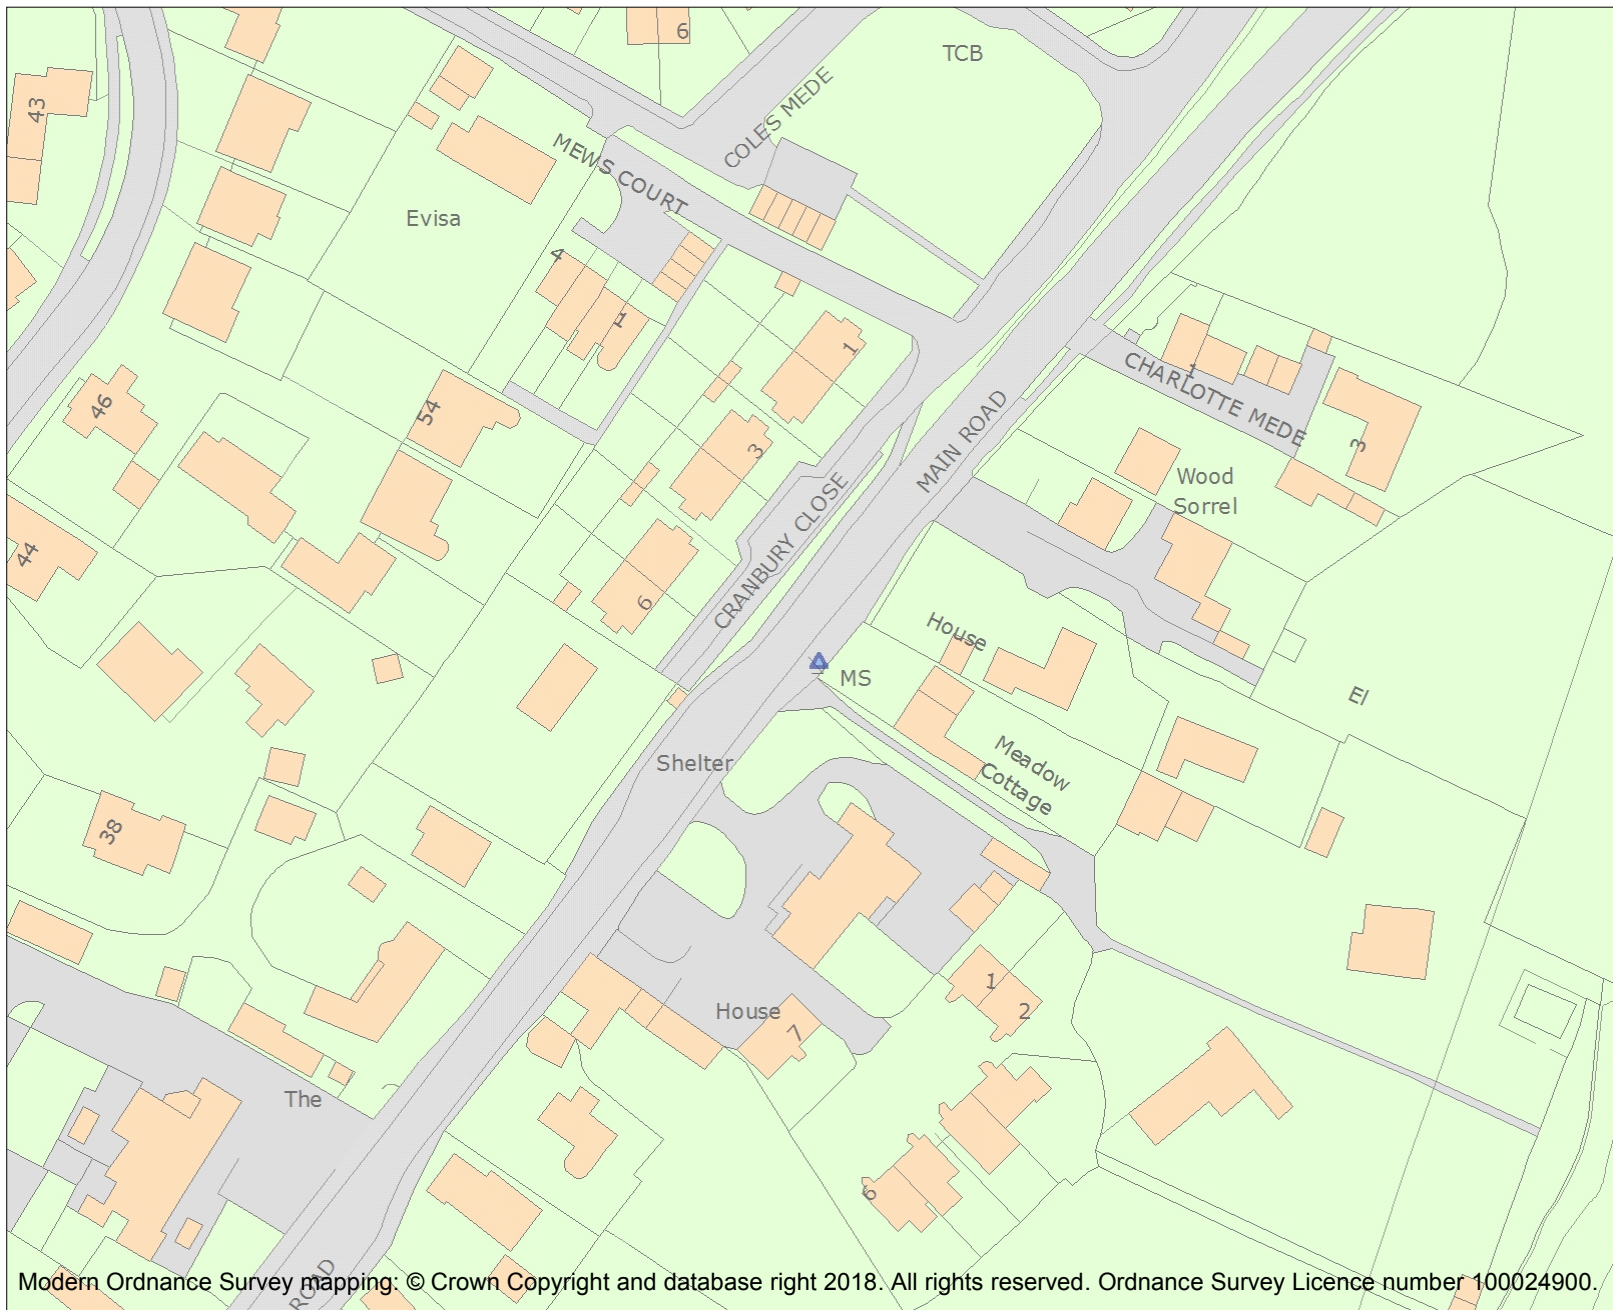 6
TCB
43
COLES MEDE
MEWS COURT
Evisa
4
1
1
CHARLOTTE MEDE
1
3
46
54
MAIN ROAD
3
Wood
Sorrel
CRANBURY CLOSE
44
6
House
MS
El
Shelter
Meadow
Cottage
38
1
2
House
7
The
6
ROAD
Modern Ordnance Survey mapping: © Crown Copyright and database right 2018. All rights reserved. Ordnance Survey Licence number 100024900.